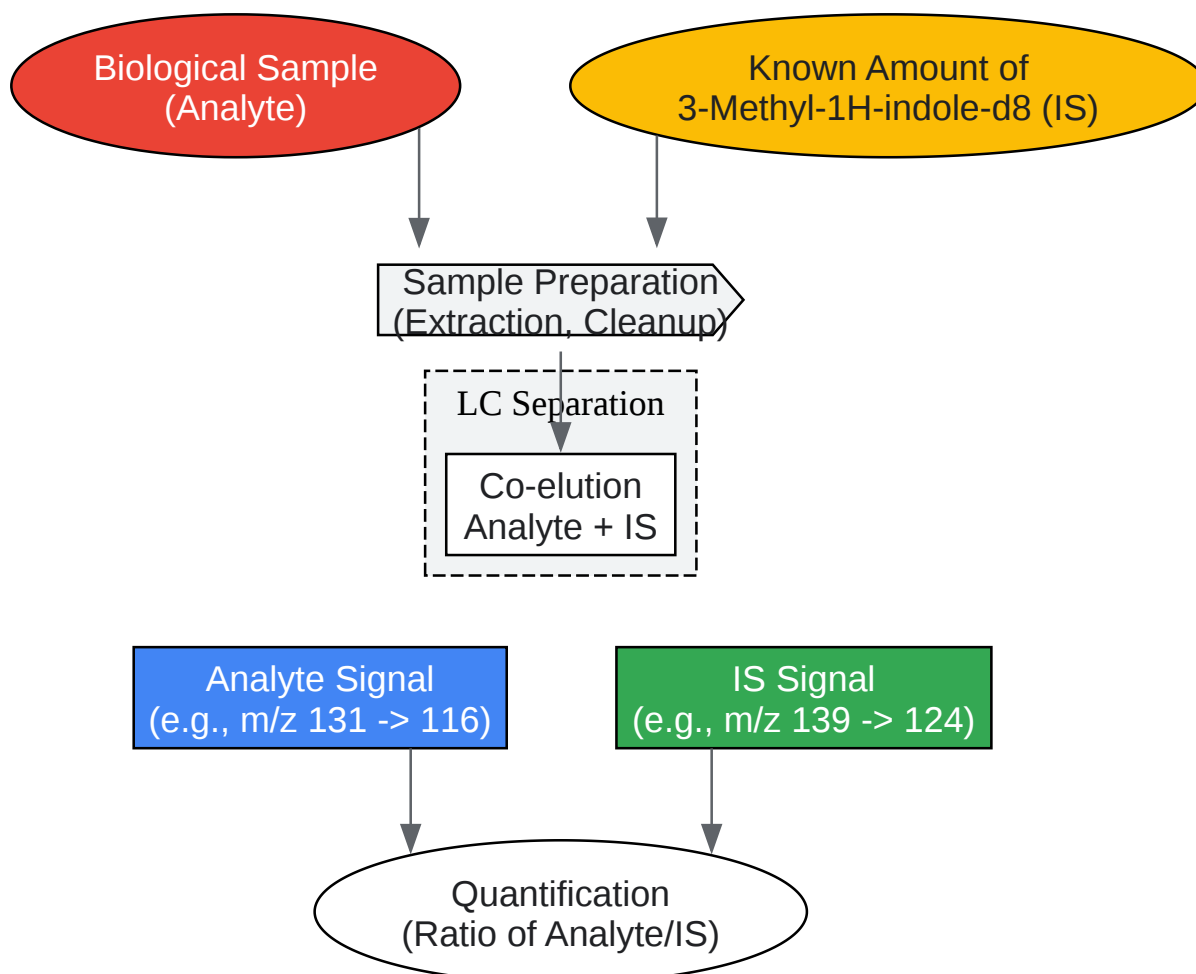 Biological Sample
(Analyte)
Known Amount of
3-Methyl-1H-indole-d8 (IS)
Sample Preparation
(Extraction, Cleanup)
LC Separation
Co-elution
Analyte + IS
Analyte Signal
(e.g., m/z 131 -> 116)
IS Signal
(e.g., m/z 139 -> 124)
Quantification
(Ratio of Analyte/IS)